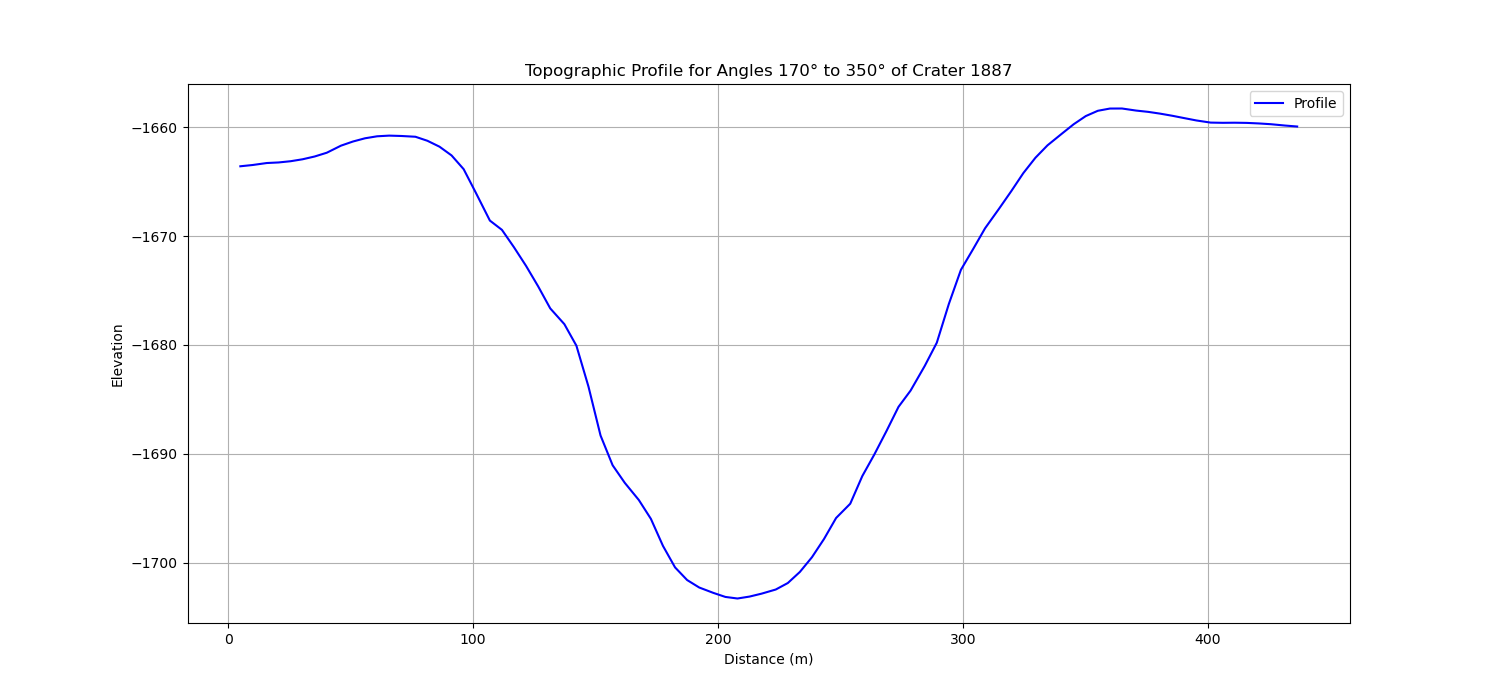 Topographic Profile for Angles 170° to 350° of Crater 1887
Profile
−1660
−1670
−1680
−1690
−1700
Elevation
0 100 200 300 400
Distance (m)